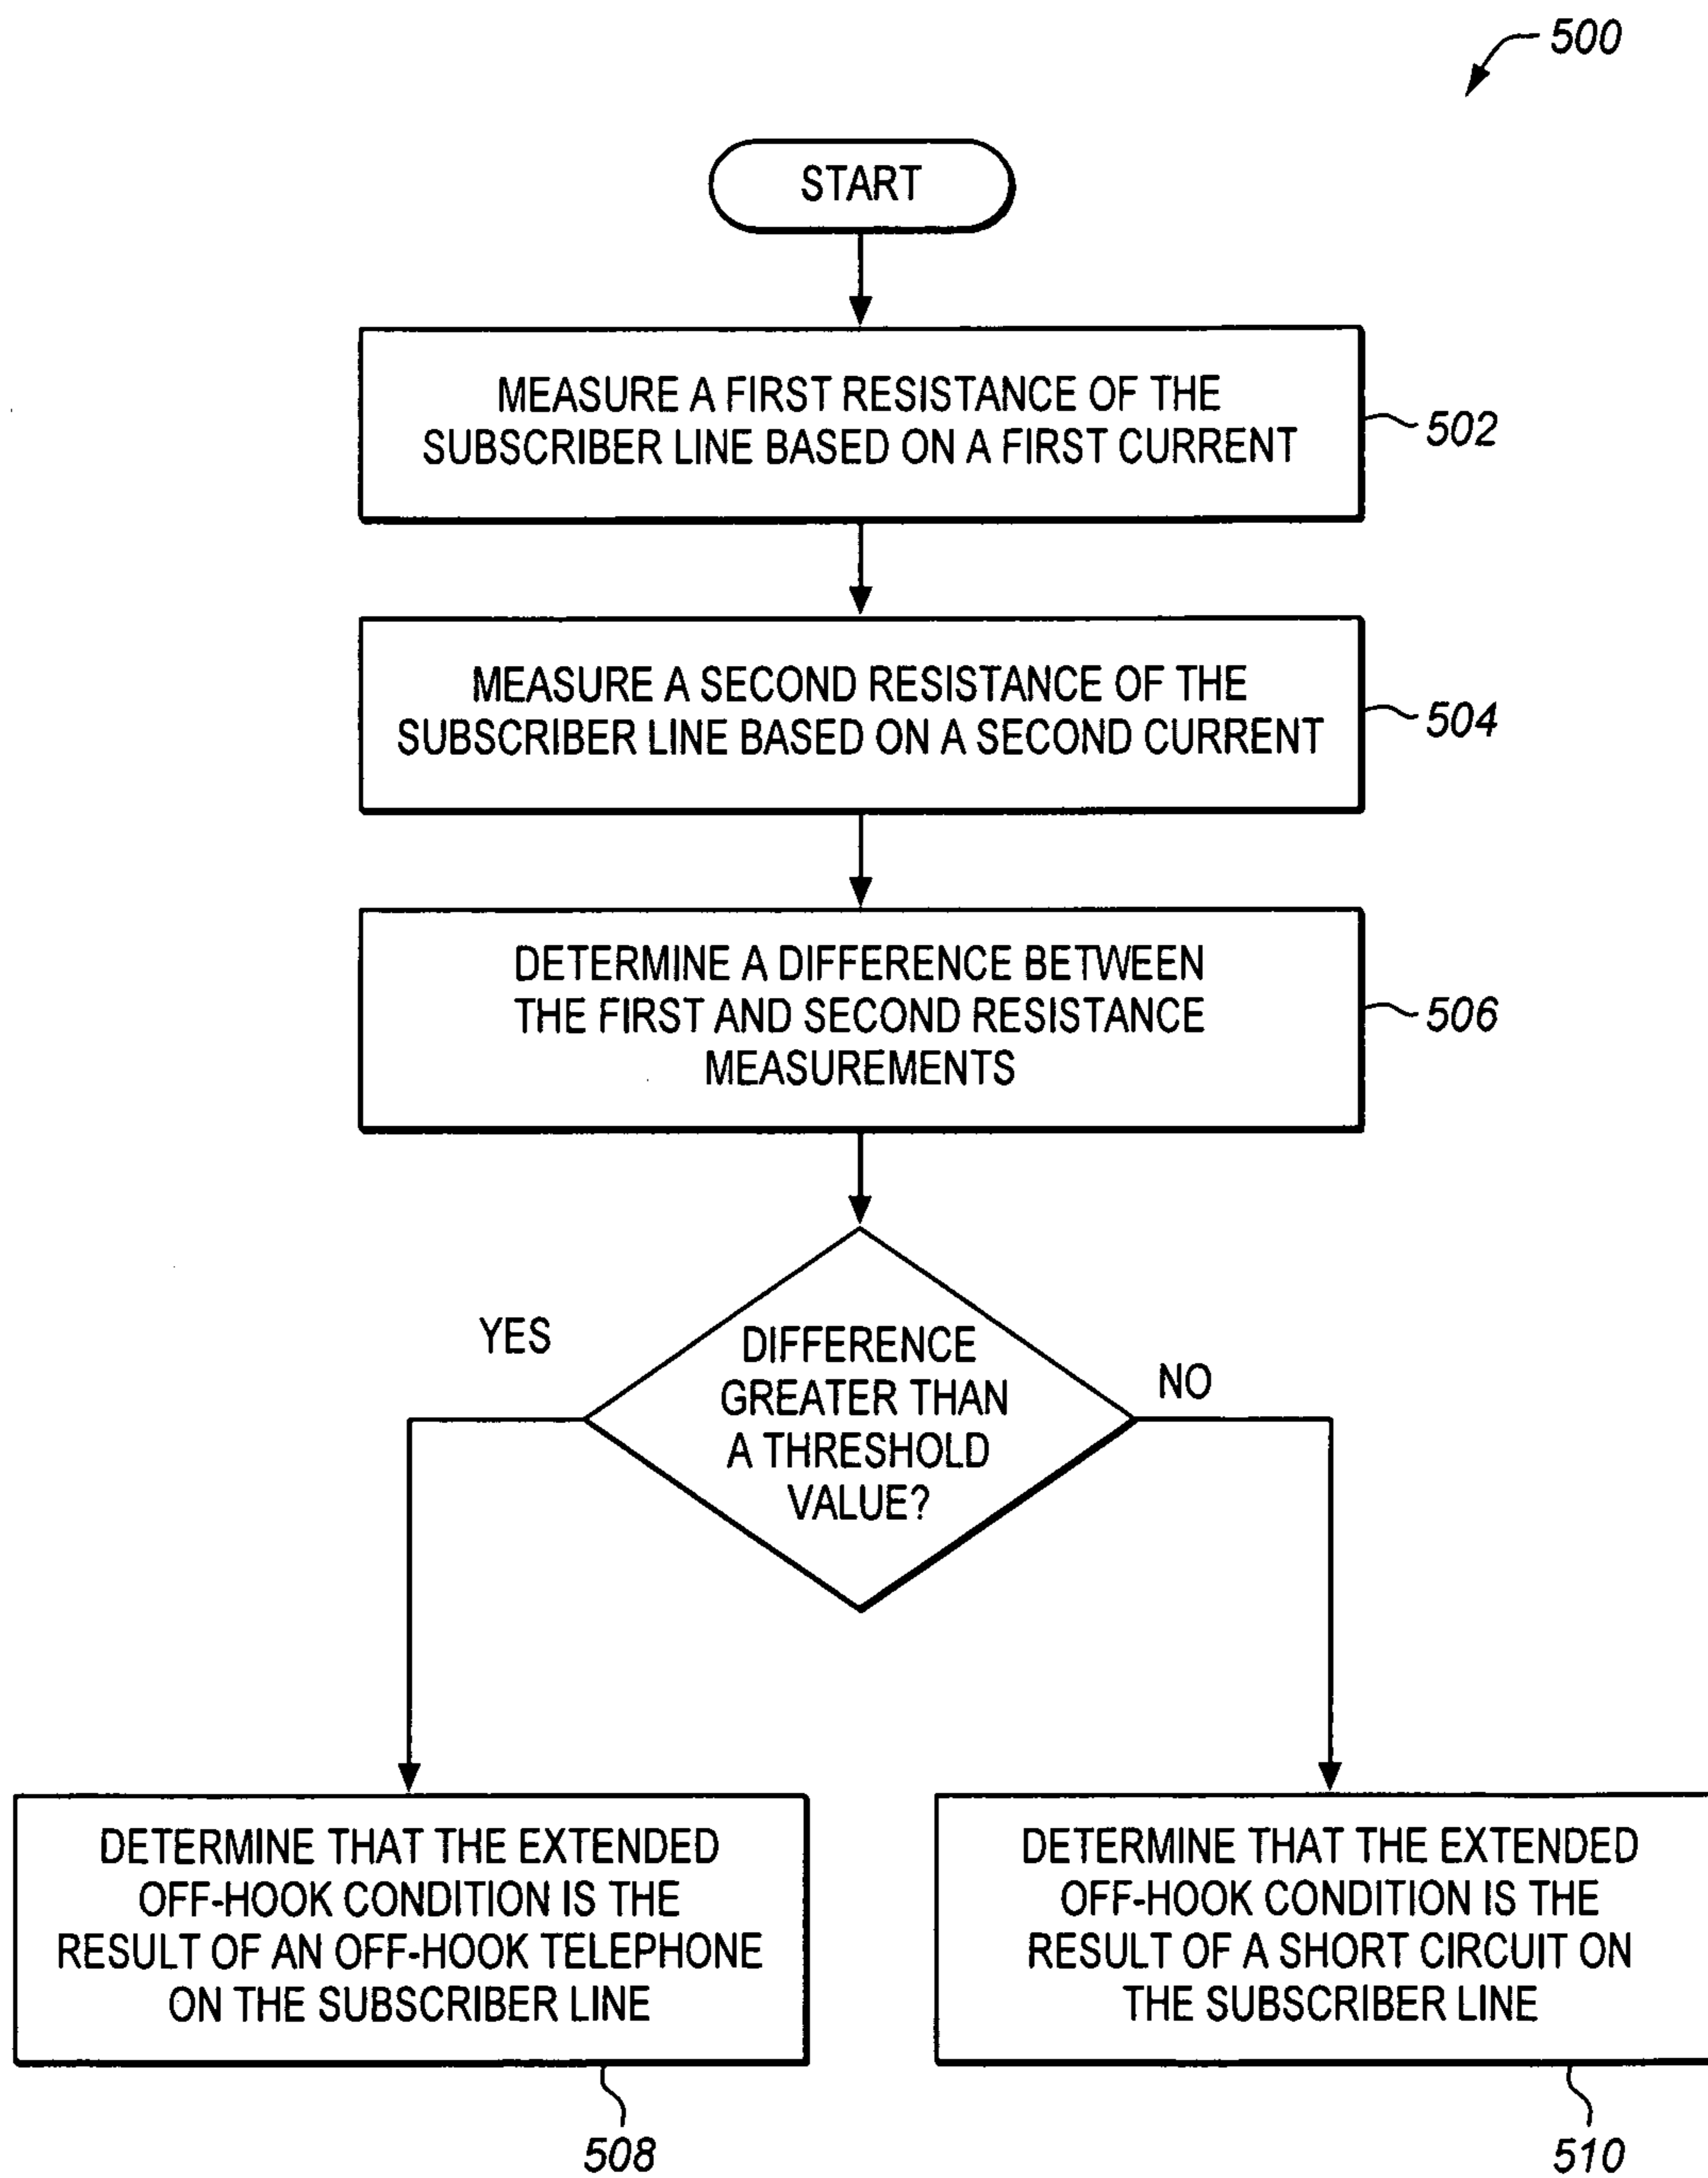 500
START
MEASURE A FIRST RESISTANCE OF THE
SUBSCRIBER LINE BASED ON A FIRST CURRENT
502
MEASURE A SECOND RESISTANCE OF THE
SUBSCRIBER LINE BASED ON A SECOND CURRENT
504
DETERMINE A DIFFERENCE BETWEEN
THE FIRST AND SECOND RESISTANCE
MEASUREMENTS
506
YES
DIFFERENCE
GREATER THAN
A THRESHOLD
VALUE?
NO
DETERMINE THAT THE EXTENDED
OFF-HOOK CONDITION IS THE
RESULT OF AN OFF-HOOK TELEPHONE
ON THE SUBSCRIBER LINE
508
DETERMINE THAT THE EXTENDED
OFF-HOOK CONDITION IS THE
RESULT OF A SHORT CIRCUIT ON
THE SUBSCRIBER LINE
510